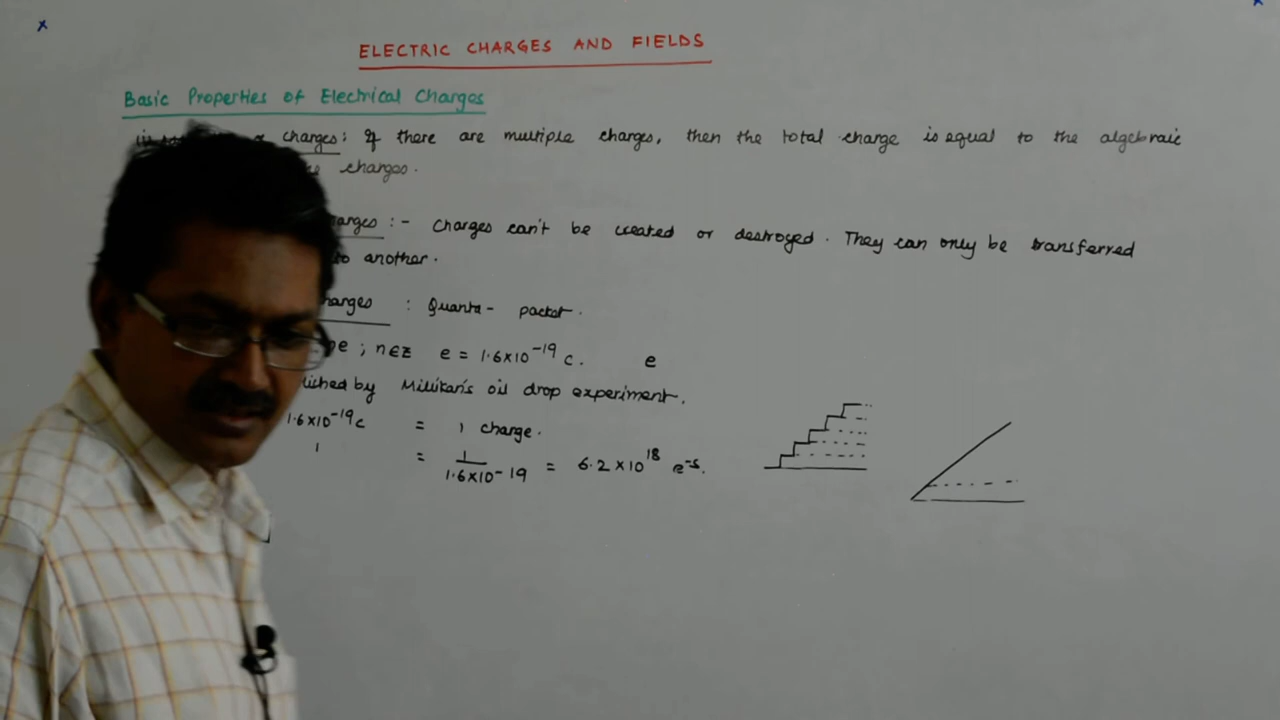 ELECTRIC CHARGES AND FIELDS
Basic Properties of Electrical Charges
charges: If there are multiple charges, then the total charge is equal to the algebraic
charges.
:- Charges can't be created or destroyed. They can only be transferred
to another.
: Quanta - packet.
; n∈Z e = 1.6×10⁻¹⁹ C. e
by Millikan's oil drop experiment.
1.6×10⁻¹⁹ C = 1 charge.
1 = 1/1.6×10-19 = 6.2×10¹⁸ e⁻s.